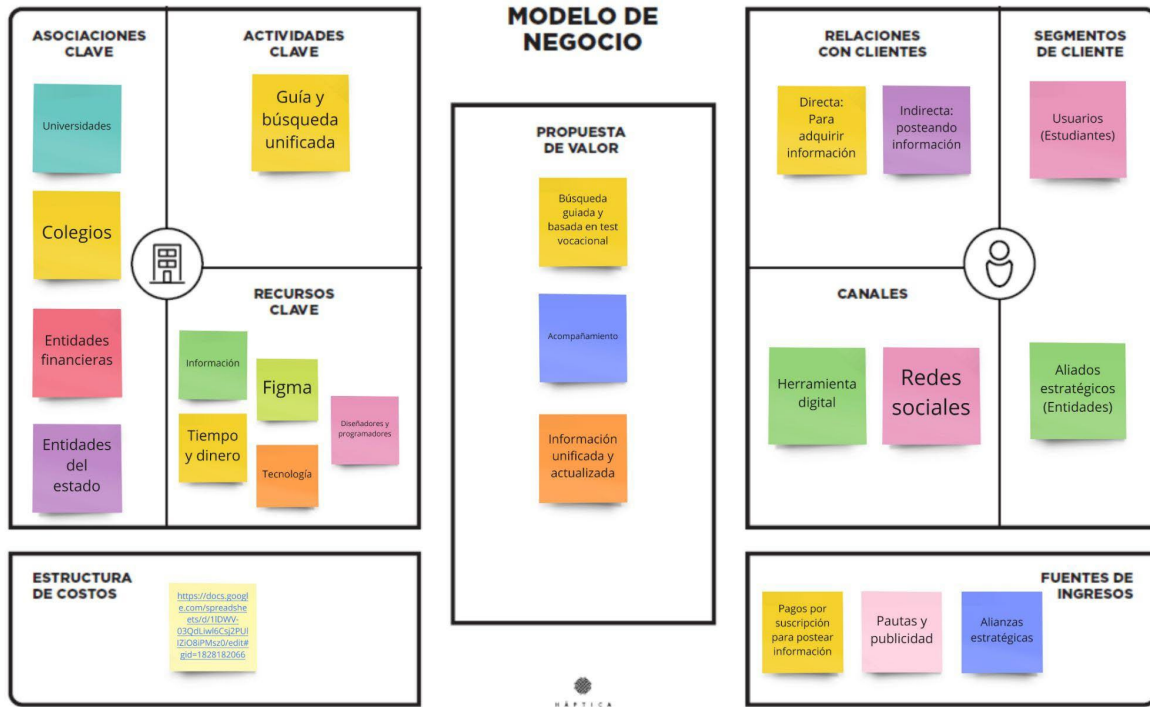 MODELO DE
NEGOCIO
ASOCIACIONES
CLAVE
Universidades
Colegios
Entidades
financieras
Entidades
del
estado
ACTIVIDADES
CLAVE
Guía y
búsqueda
unificada
RECURSOS
CLAVE
Información
Figma
Diseñadores y
programadores
Tiempo
y dinero
Tecnología
PROPUESTA
DE VALOR
Búsqueda
guiada y
basada en test
vocacional
Acompañamiento
Información
unificada y
actualizada
RELACIONES
CON CLIENTES
Directa:
Para
adquirir
información
Indirecta:
posteando
información
SEGMENTOS
DE CLIENTE
Usuarios
(Estudiantes)
Aliados
estratégicos
(Entidades)
CANALES
Herramienta
digital
Redes
sociales
ESTRUCTURA
DE COSTOS
https://docs.googl
e.com/spreadshe
ets/d/1IDWV-
03QdLiwl6Csj2PUl
IZiO8iPMsz0/edit#
gid=1828182066
FUENTES DE
INGRESOS
Pagos por
suscripción
para postear
información
Pautas y
publicidad
Alianzas
estratégicas
HÁPTICA